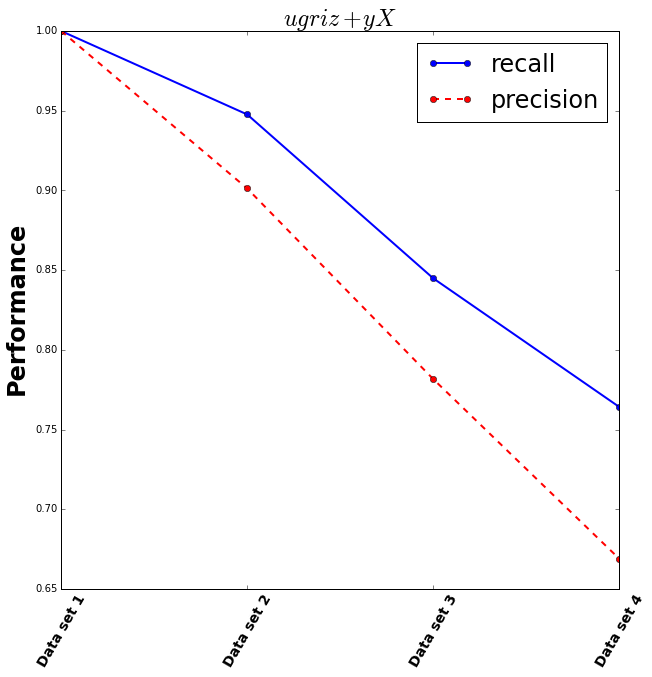 ugriz+yX
recall
precision
Performance
1.00
0.95
0.90
0.85
0.80
0.75
0.70
0.65
Data set 1
Data set 2
Data set 3
Data set 4